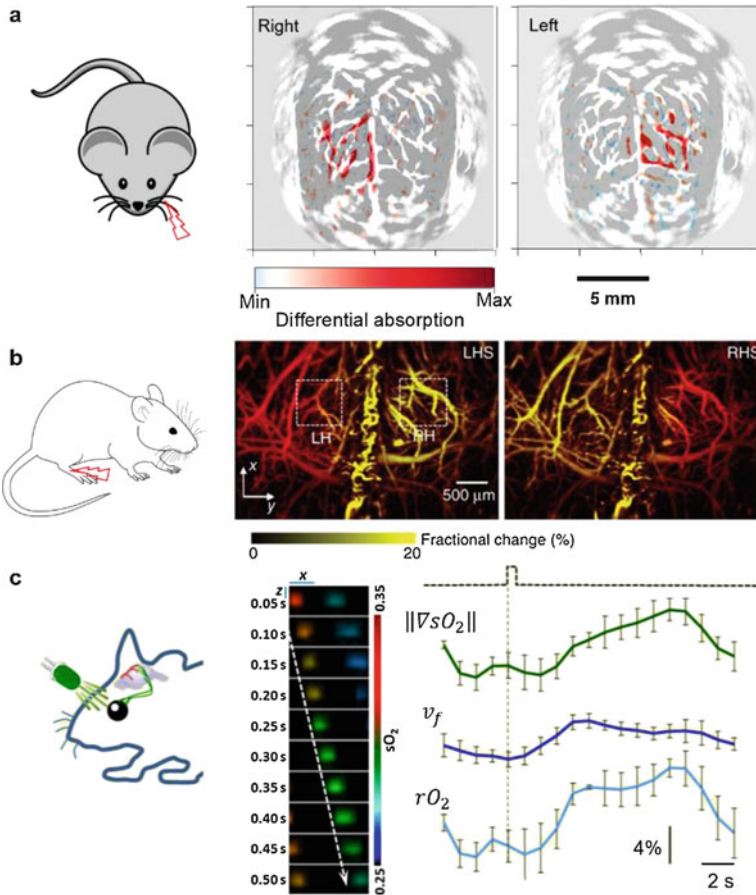 a
Right
Left
Min
Max
Differential absorption
5 mm
b
LHS
LH
RH
x
y
500 μm
RHS
0
20
Fractional change (%)
c
x
z
0.05 s
0.10 s
0.15 s
0.20 s
0.25 s
0.30 s
0.35 s
0.40 s
0.45 s
0.50 s
0.35
sO₂
0.25
‖∇sO₂‖
v_f
rO₂
4%
2 s